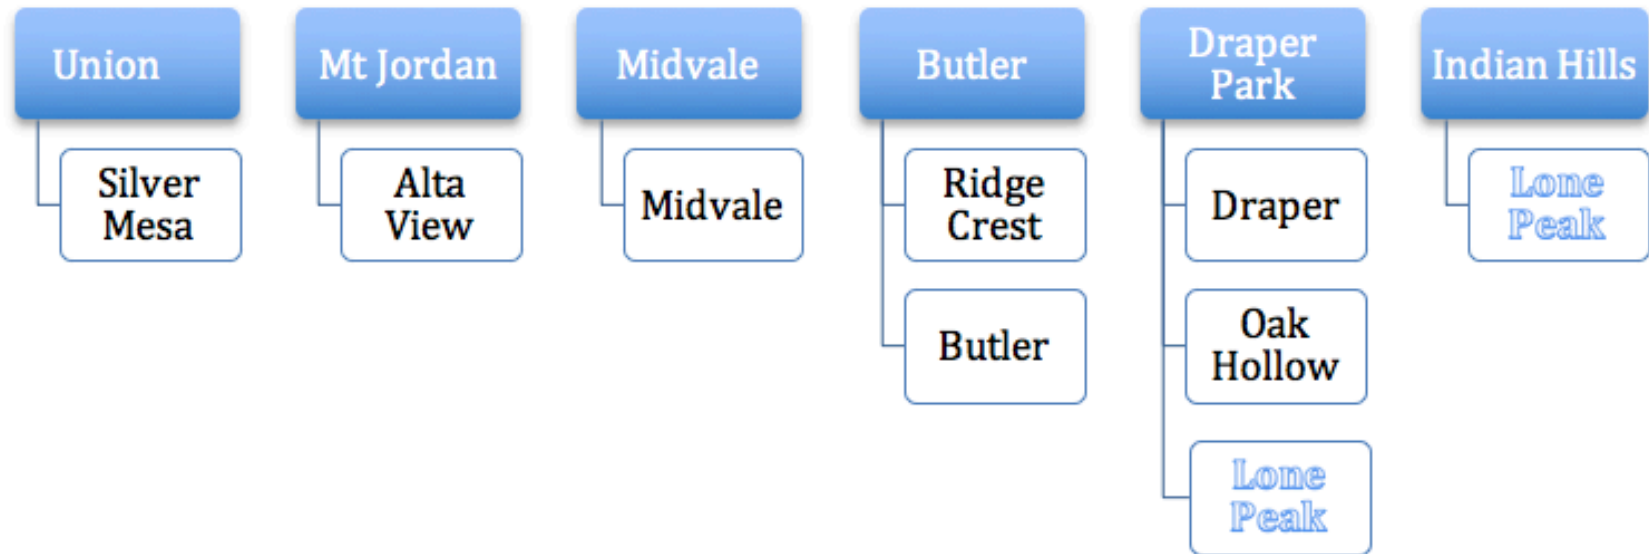 Union
Mt Jordan
Midvale
Butler
Draper
Park
Indian Hills
Silver
Mesa
Alta
View
Midvale
Ridge
Crest
Draper
Lone
Peak
Butler
Oak
Hollow
Lone
Peak